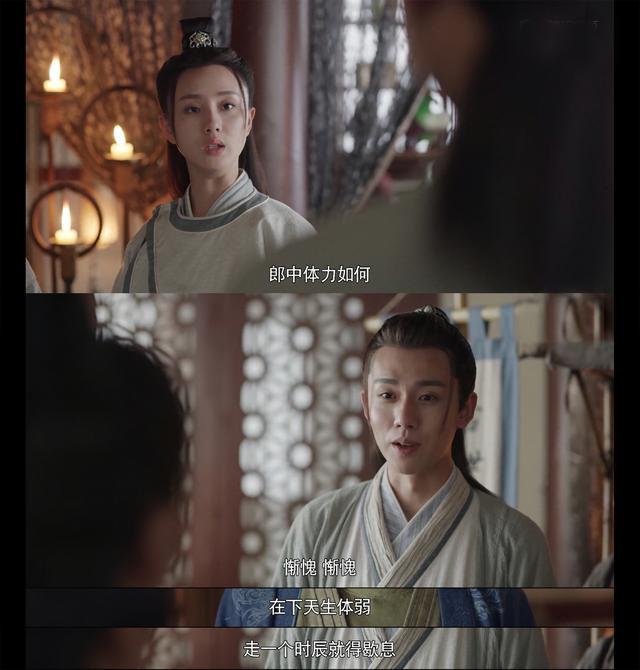 郎中体力如何
惭愧 惭愧
在下天生体弱
走一个时辰就得歇息